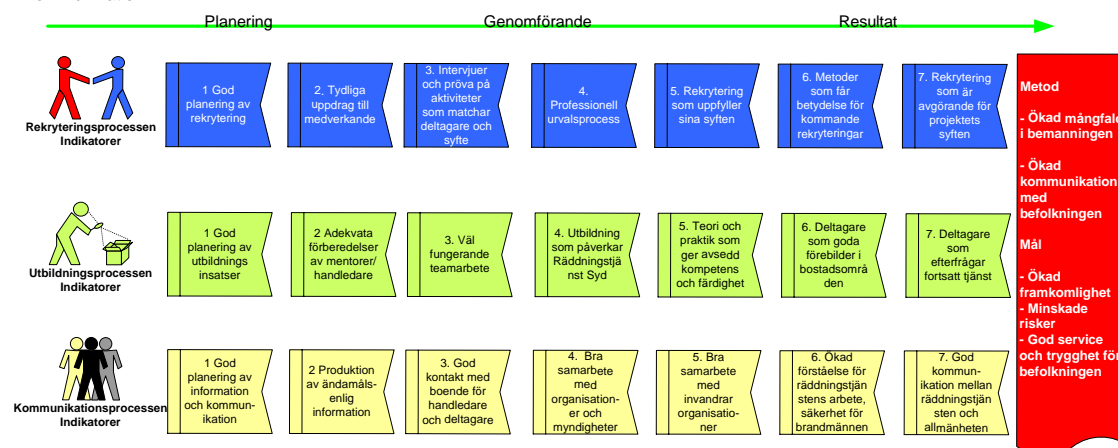 Planering
Genomförande
Resultat
Rekryteringsprocessen
Indikatorer
1 God
planering av
rekrytering
2. Tydliga
uppdrag till
medverkande
3. Intervjuer
och pröva på
aktiviteter
som matchar
deltagare och
syfte
4.
Professionell
urvalsprocess
5. Rekrytering
som uppfyller
sina syften
6. Metoder
som får
betydelse för
kommande
rekryteringar
7. Rekrytering
som är
avgörande för
projektets
syften
Utbildningsprocessen
Indikatorer
1 God
planering av
utbildnings
insatser
2 Adekvata
förberedelser
av mentorer/
handledare
3. Väl
fungerande
teamarbete
4. Utbildning
som påverkar
Räddningstjä
nst Syd
5. Teori och
praktik som
ger avsedd
kompetens
och färdighet
6. Deltagare
som goda
förebilder i
bostadsområ
den
7. Deltagare
som
efterfrågar
fortsatt tjänst
Kommunikationsprocessen
Indikatorer
1 God
planering av
information
och kommun-
ikation
2 Produktion
av ändamåls-
enlig
information
3. God
kontakt med
boende för
handledare
och deltagare
4. Bra
samarbete
med
organisation-
er och
myndigheter
5. Bra
samarbete
med
invandrar
organisatio-
ner
6. Ökad
förståelse för
räddningstjän
stens arbete,
säkerhet för
brandmännen
7. God
kommun-
ikation mellan
räddningstjän
sten och
allmänheten
Metod
- Ökad mångfald
i bemanningen
- Ökad
kommunikation
med
befolkningen
Mål
- Ökad
framkomlighet
- Minskade
risker
- God service
och trygghet för
befolkningen